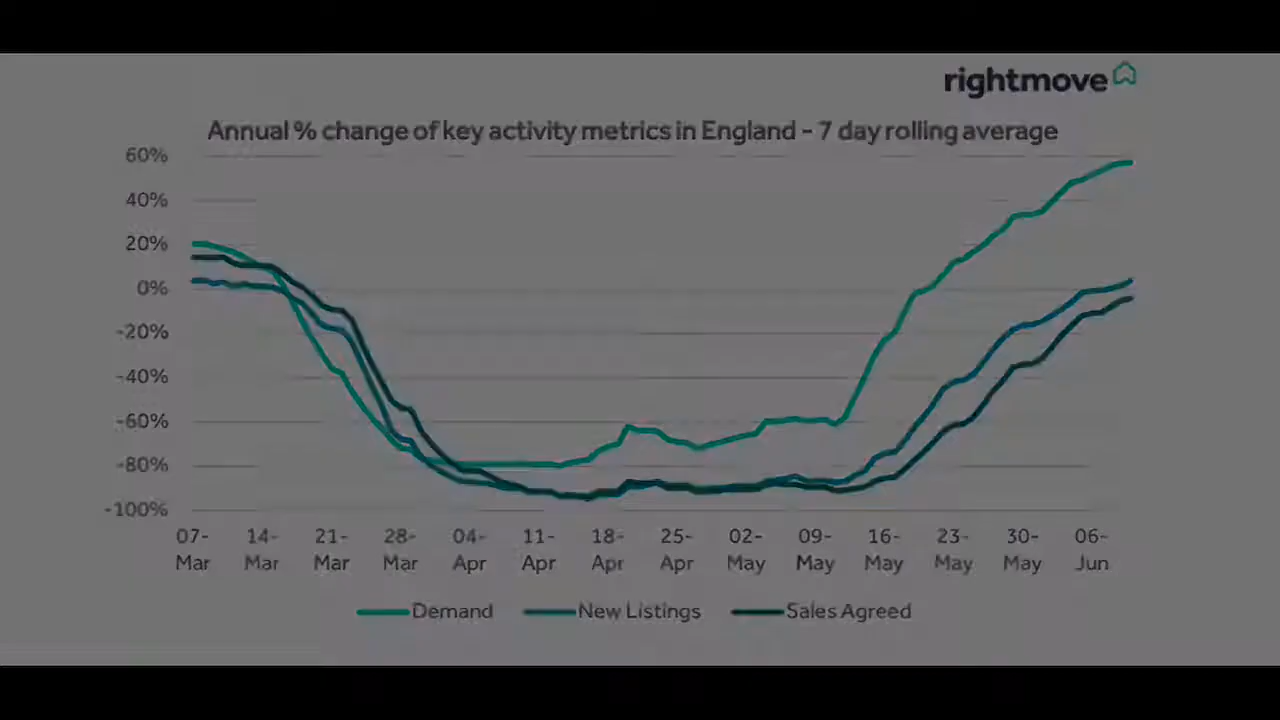 rightmove
Annual % change of key activity metrics in England - 7 day rolling average
60%
40%
20%
0%
-20%
-40%
-60%
-80%
-100%
07- 14- 21- 28- 04- 11- 18- 25- 02- 09- 16- 23- 30- 06-
Mar Mar Mar Mar Apr Apr Apr Apr May May May May May Jun
Demand New Listings Sales Agreed